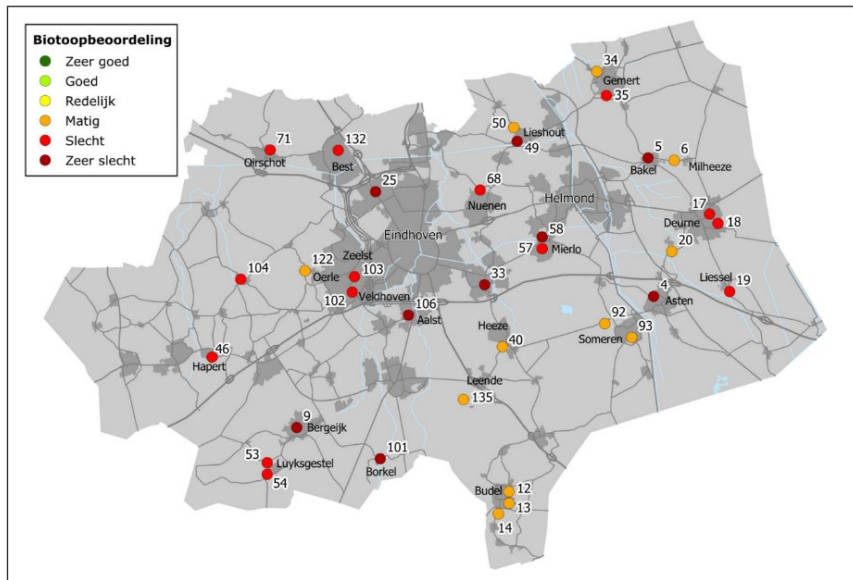 Biotoopbeoordeling
Zeer goed
Goed
Redelijk
Matig
Slecht
Zeer slecht
34
Gemert
35
50
Lieshout
49
71
Oirschot
132
Best
5
Bakel
6
Milheeze
25
68
Nuenen
Helmond
17
Deurne
18
Eindhoven
58
57
Mierlo
20
Zeelst
122
Oerle
103
104
33
4
Asten
Liessel
19
102
Veldhoven
106
Aalst
Heeze
92
93
Someren
40
46
Hapert
Leende
135
9
Bergeijk
53
Luyksgestel
54
101
Borkel
Budel
12
13
14